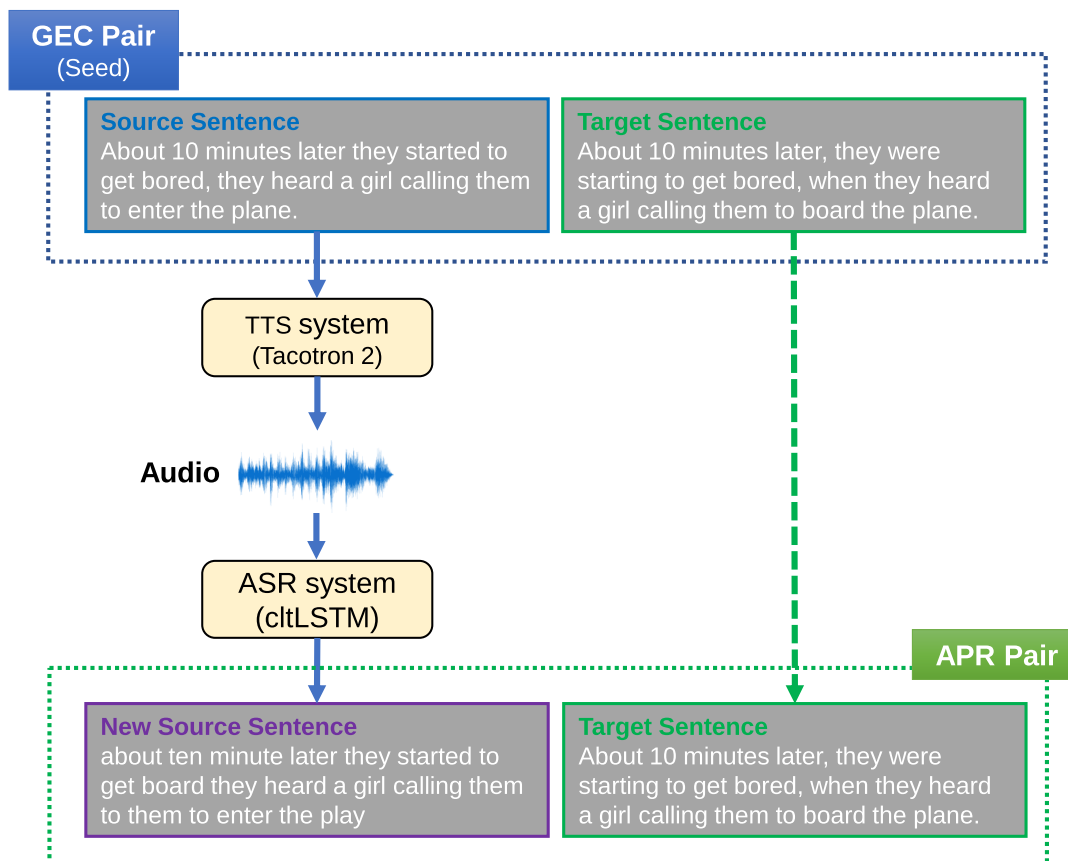 GEC Pair
(Seed)
Source Sentence
About 10 minutes later they started to
get bored, they heard a girl calling them
to enter the plane.
Target Sentence
About 10 minutes later, they were
starting to get bored, when they heard
a girl calling them to board the plane.
TTS system
(Tacotron 2)
Audio
ASR system
(cltLSTM)
APR Pair
New Source Sentence
about ten minute later they started to
get board they heard a girl calling them
to them to enter the play
Target Sentence
About 10 minutes later, they were
starting to get bored, when they heard
a girl calling them to board the plane.